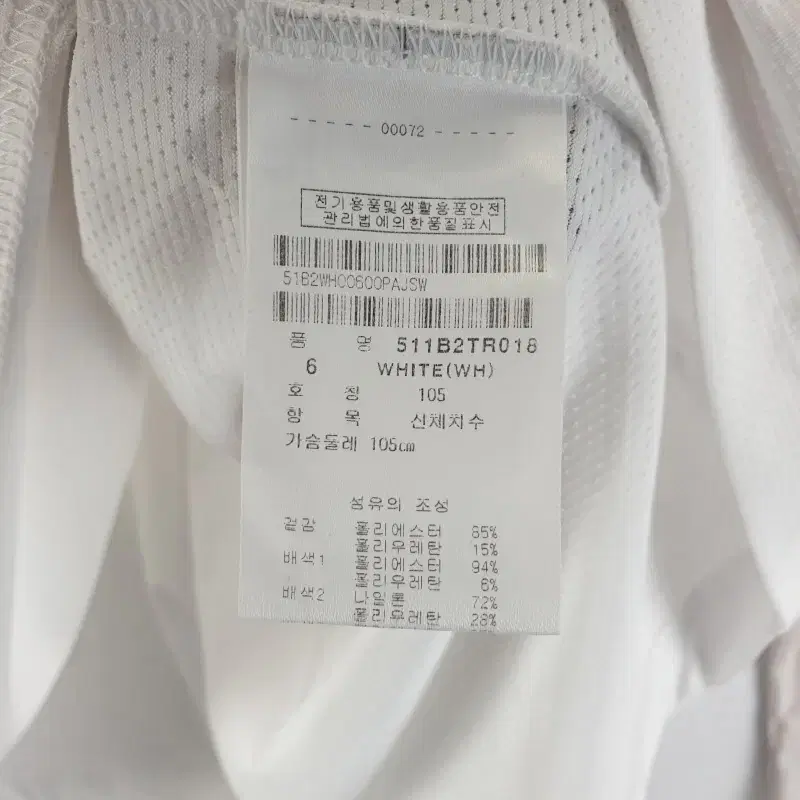 - - - - - 00072 - - - - -
전기용품및생활용품안전
관리법에의한품질표시
51B2WH00600PAJSW
품 명 511B2TR018
6 WHITE(WH)
호 칭 105
항 목 신체치수
가슴둘레 105cm
섬유의 조성
겉감 폴리에스터 85%
폴리우레탄 15%
배색1 폴리에스터 94%
폴리우레탄 6%
배색2 나일론 72%
폴리우레탄 28%